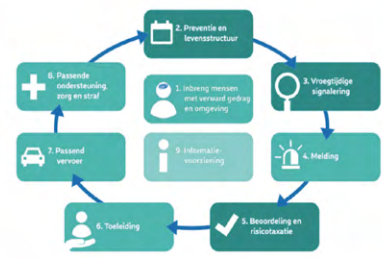 2. Preventie en
levensstructuur
3. Vroegtijdige
signalering
4. Melding
5. Beoordeling en
risicotaxatie
6. Toeleiding
7. Passend
vervoer
8. Passende
ondersteuning,
zorg en straf
1. Inbreng mensen
met verward gedrag
en omgeving
9. Informatie-
voorziening